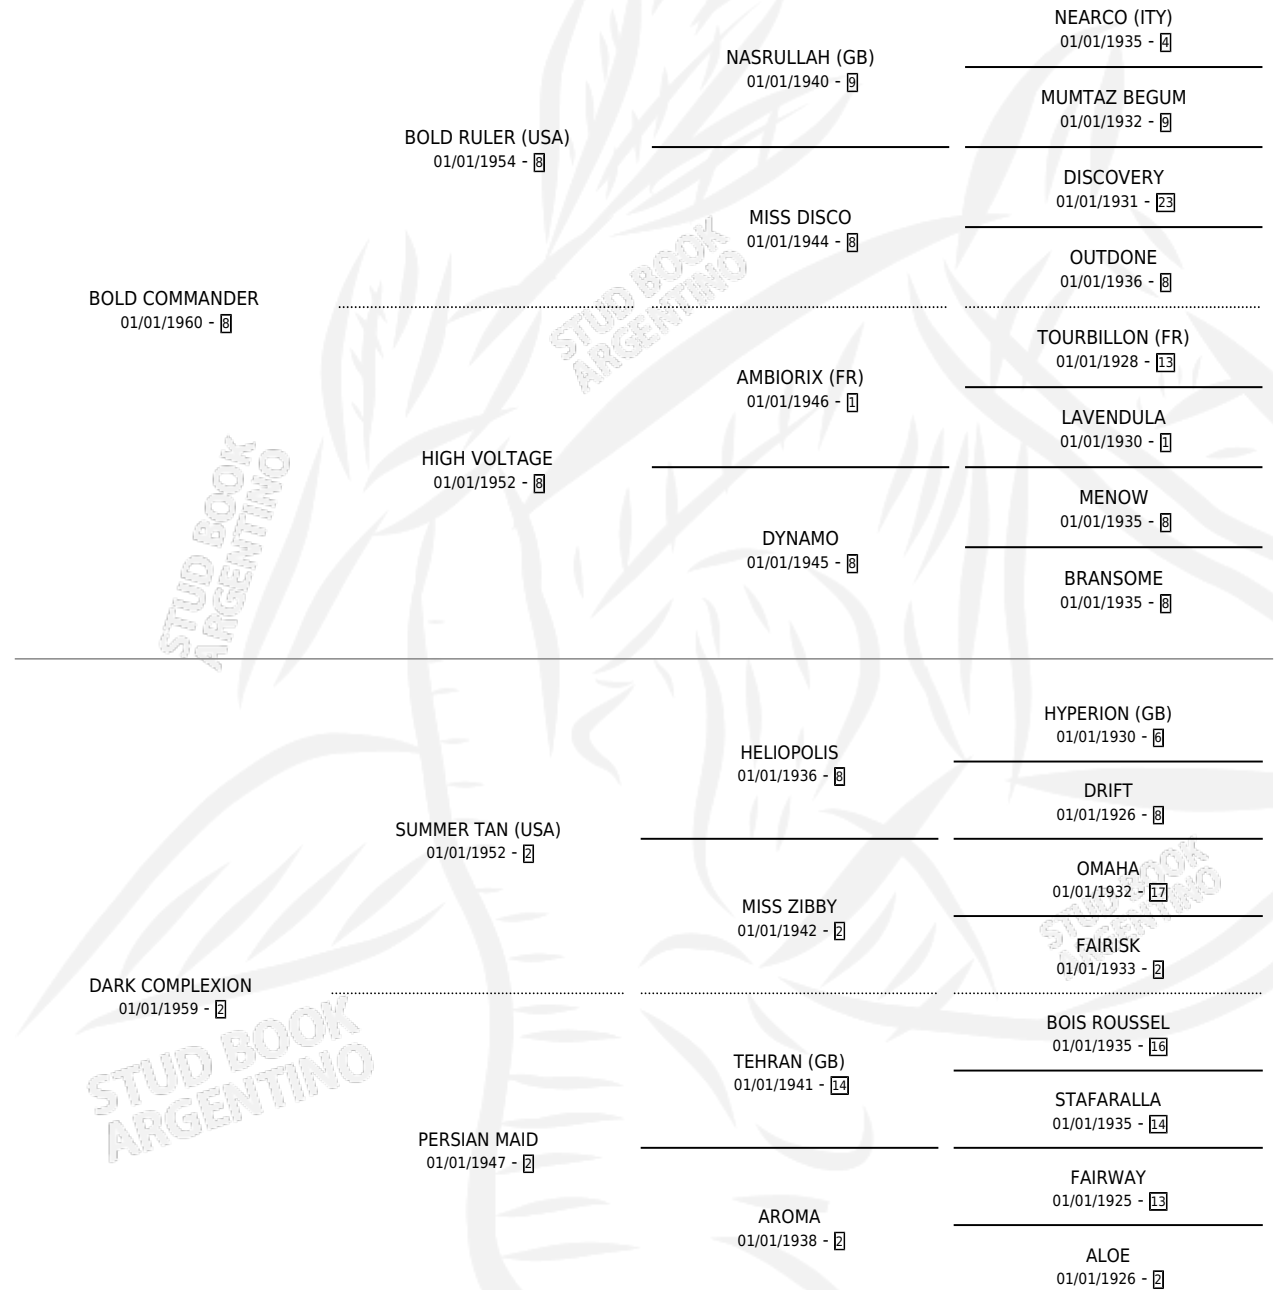 NEARCO (ITY)
01/01/1935 - 4
NASRULLAH (GB)
01/01/1940 - 9
MUMTAZ BEGUM
01/01/1932 - 9
BOLD RULER (USA)
01/01/1954 - 8
DISCOVERY
01/01/1931 - 23
MISS DISCO
01/01/1944 - 8
OUTDONE
01/01/1936 - 8
BOLD COMMANDER
01/01/1960 - 8
STUD BOOK
ARGENTINO
TOURBILLON (FR)
01/01/1928 - 13
AMBIORIX (FR)
01/01/1946 - 1
LAVENDULA
01/01/1930 - 1
HIGH VOLTAGE
01/01/1952 - 8
MENOW
01/01/1935 - 8
DYNAMO
01/01/1945 - 8
BRANSOME
01/01/1935 - 8
STUD BOOK
ARGENTINO
HYPERION (GB)
01/01/1930 - 6
HELIOPOLIS
01/01/1936 - 8
DRIFT
01/01/1926 - 8
SUMMER TAN (USA)
01/01/1952 - 2
OMAHA
01/01/1932 - 17
MISS ZIBBY
01/01/1942 - 2
STUD BOOK
ARGENTINO
FAIRISK
01/01/1933 - 2
DARK COMPLEXION
01/01/1959 - 2
STUD BOOK
ARGENTINO
BOIS ROUSSEL
01/01/1935 - 16
TEHRAN (GB)
01/01/1941 - 14
STAFARALLA
01/01/1935 - 14
PERSIAN MAID
01/01/1947 - 2
FAIRWAY
01/01/1925 - 13
AROMA
01/01/1938 - 2
ALOE
01/01/1926 - 2